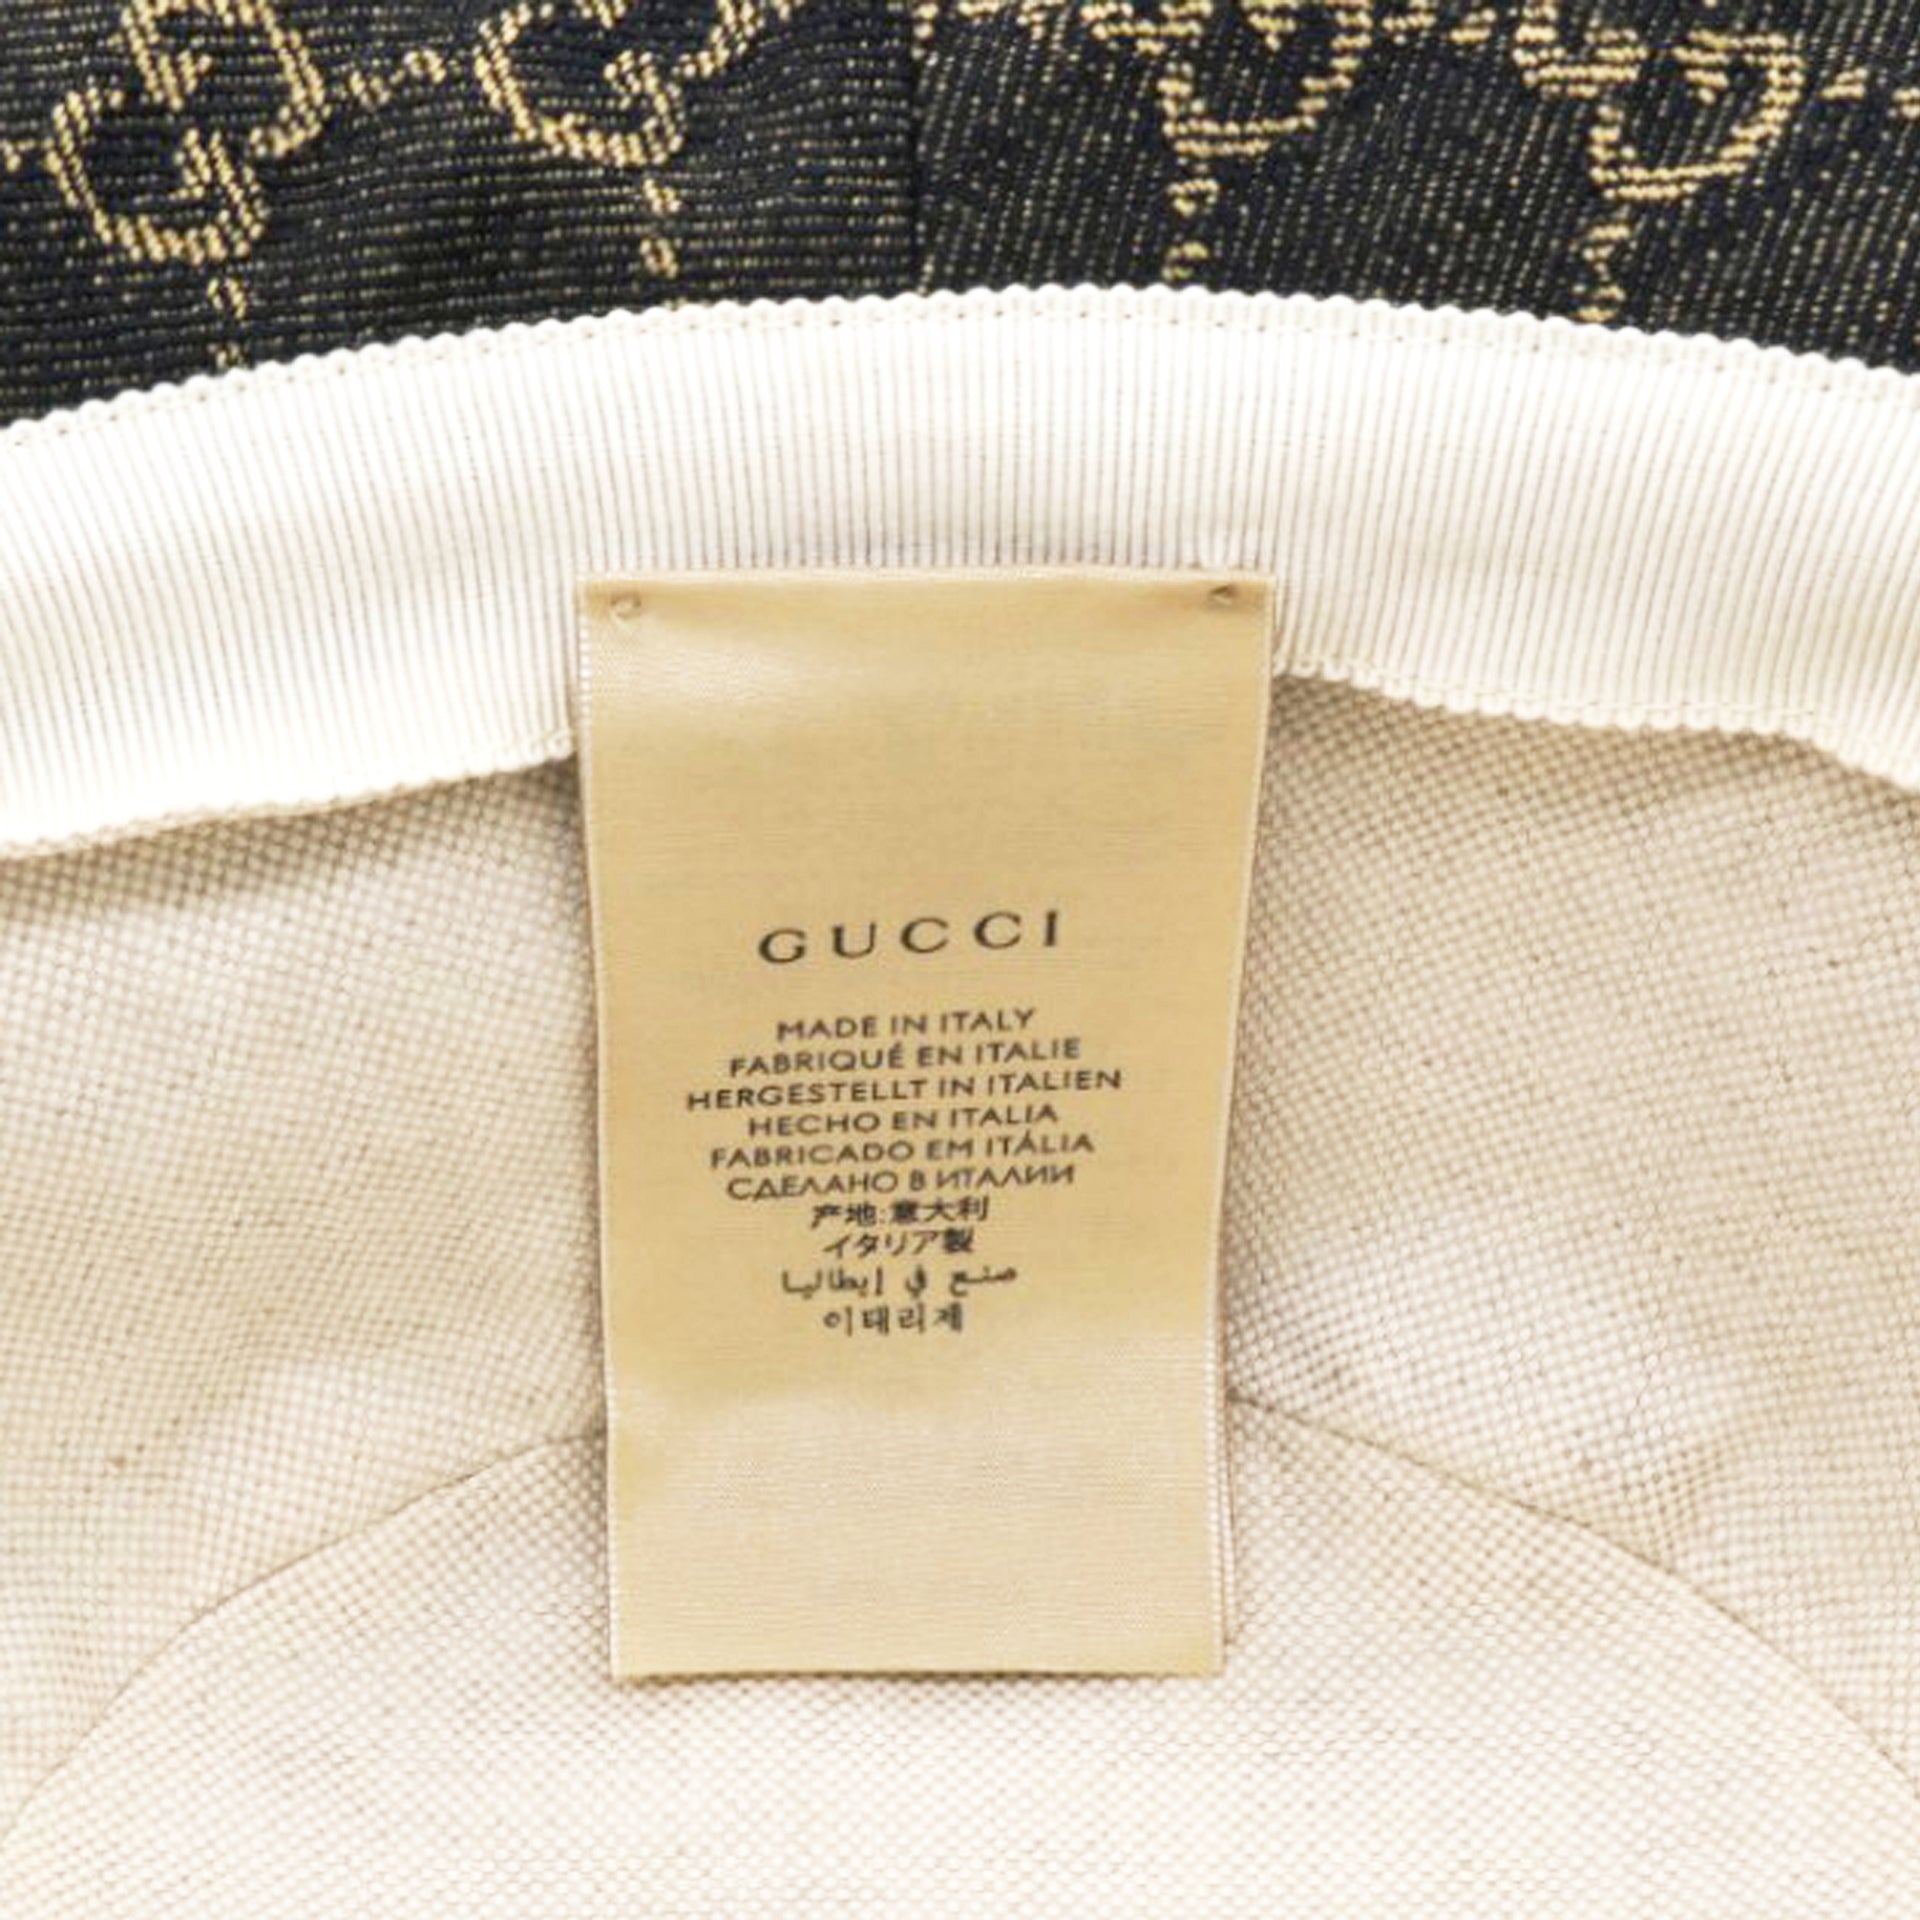 GUCCI
MADE IN ITALY
FABRIQUÉ EN ITALIE
HERGESTELLT IN ITALIEN
HECHO EN ITALIA
FABRICADO EM ITÁLIA
СДЕЛАНО В ИТАЛИИ
产地:意大利
イタリア製
صنع في إيطاليا
이태리제